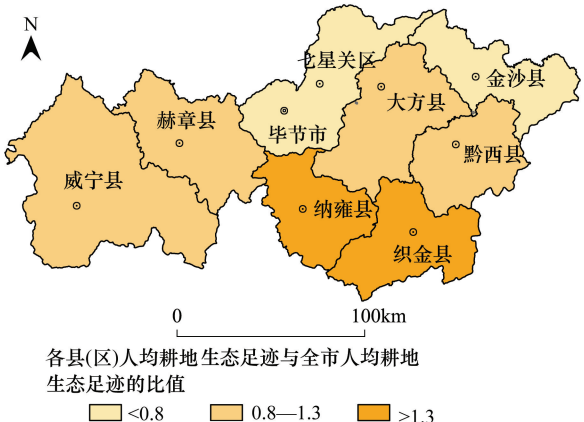 N
七星关区
金沙县
大方县
赫章县
毕节市
黔西县
威宁县
纳雍县
织金县
0 100km
各县(区)人均耕地生态足迹与全市人均耕地
生态足迹的比值
<0.8 0.8—1.3 >1.3